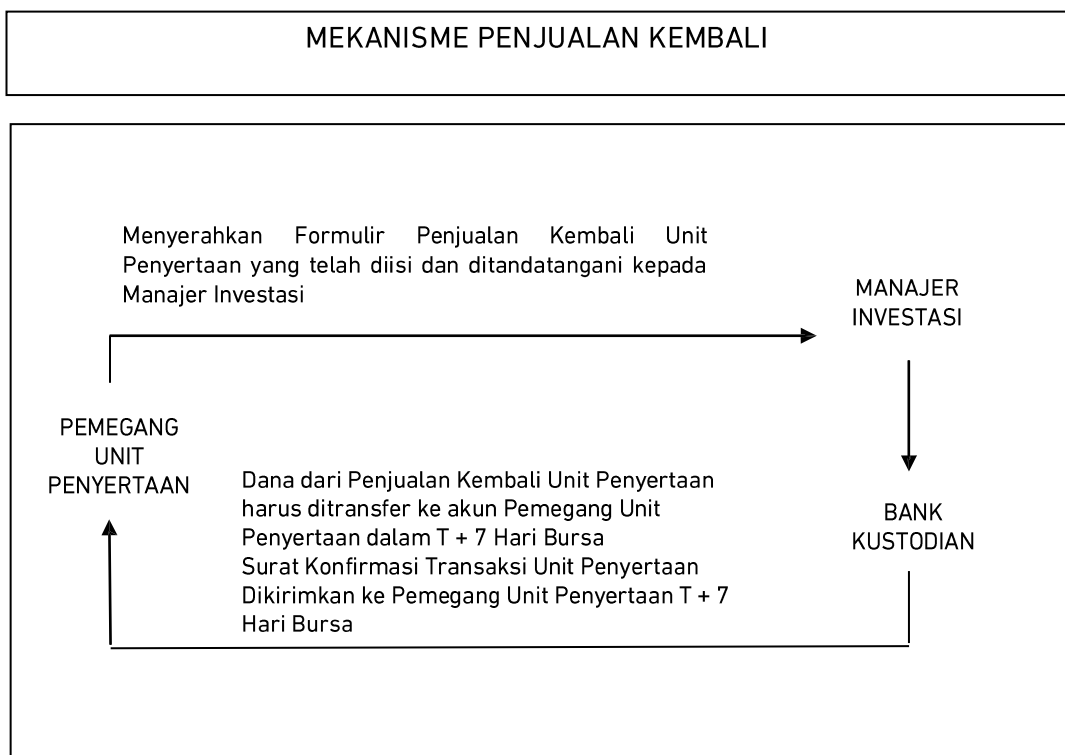 MEKANISME PENJUALAN KEMBALI
Menyerahkan Formulir Penjualan Kembali Unit
Penyertaan yang telah diisi dan ditandatangani kepada
Manajer Investasi
MANAJER
INVESTASI
PEMEGANG
UNIT
PENYERTAAN
Dana dari Penjualan Kembali Unit Penyertaan
harus ditransfer ke akun Pemegang Unit
Penyertaan dalam T + 7 Hari Bursa
Surat Konfirmasi Transaksi Unit Penyertaan
Dikirimkan ke Pemegang Unit Penyertaan T + 7
Hari Bursa
BANK
KUSTODIAN